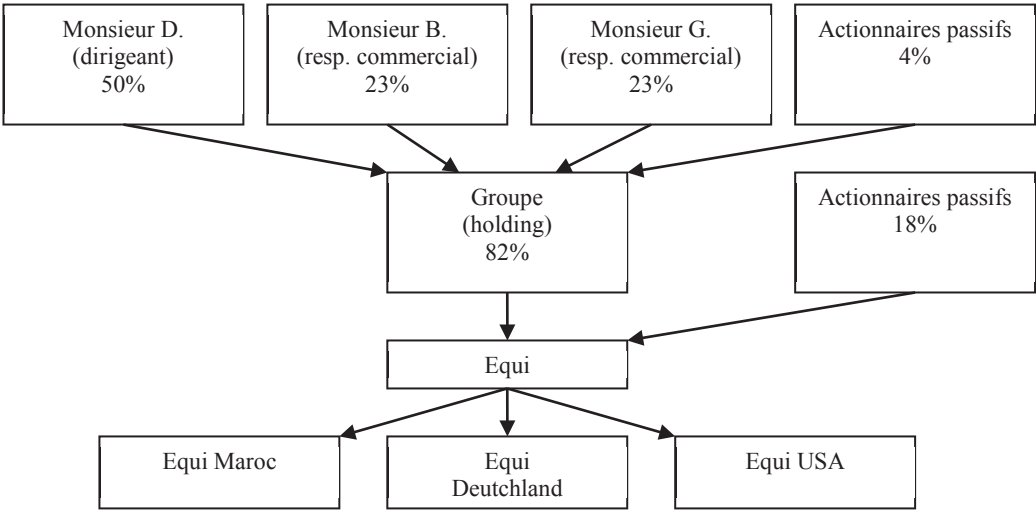 Monsieur D.
(dirigeant)
50%
Monsieur B.
(resp. commercial)
23%
Monsieur G.
(resp. commercial)
23%
Actionnaires passifs
4%
Groupe
(holding)
82%
Actionnaires passifs
18%
Equi
Equi Maroc
Equi
Deutchland
Equi USA